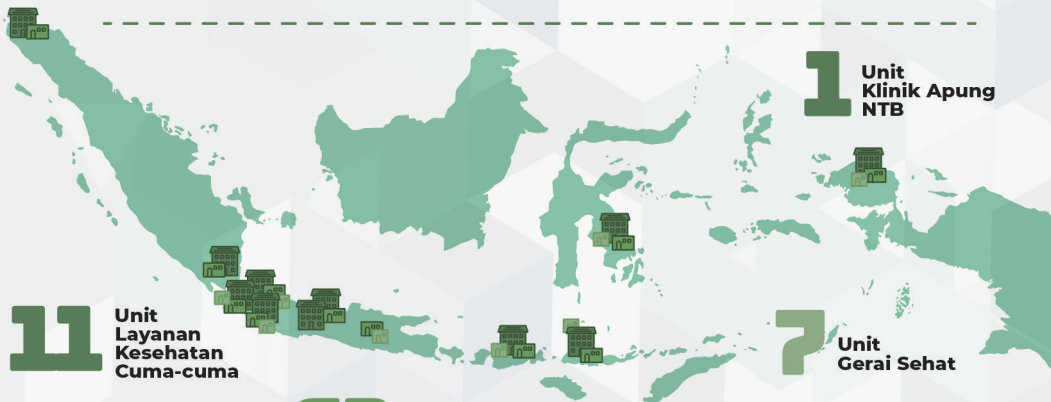 1
Unit
Klinik Apung
NTB
11
Unit
Layanan
Kesehatan
Cuma-cuma
7
Unit
Gerai Sehat